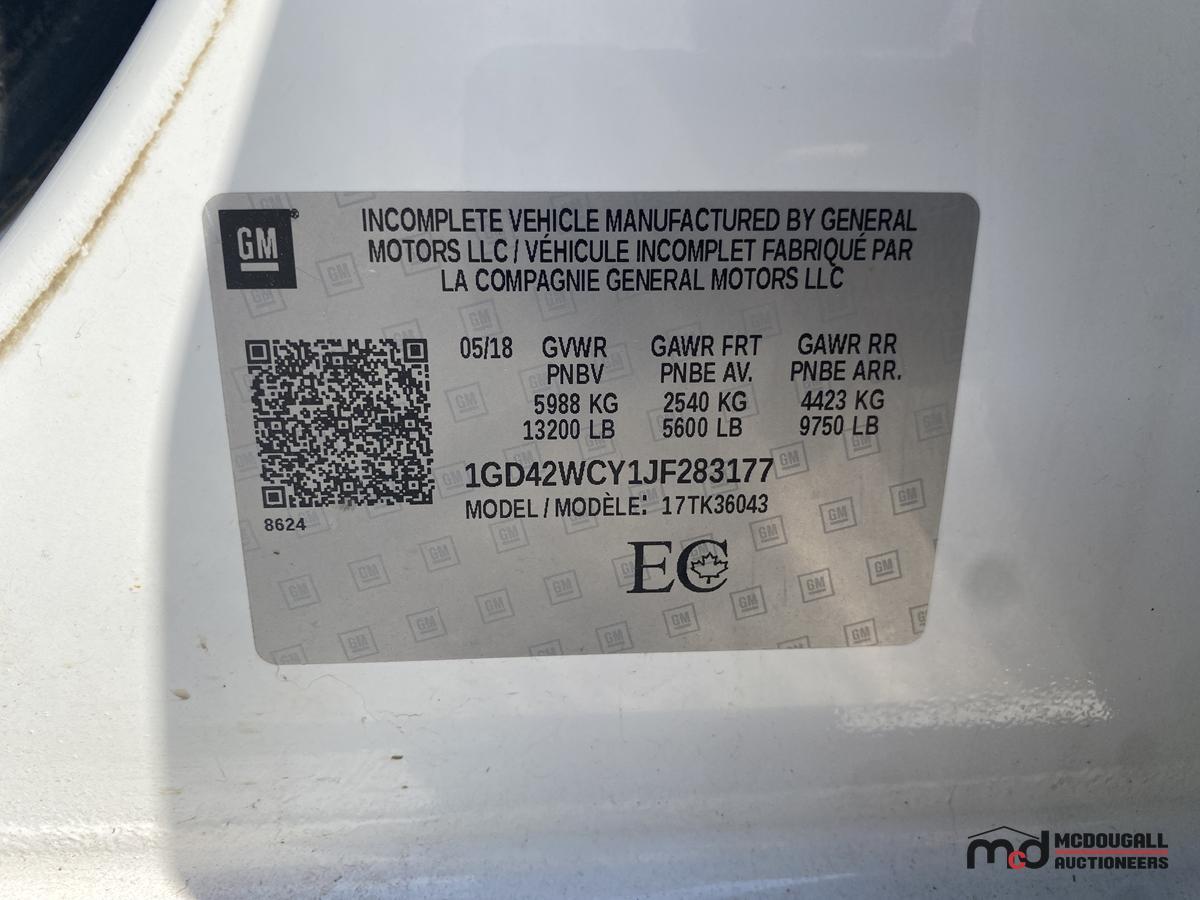 GM®
INCOMPLETE VEHICLE MANUFACTURED BY GENERAL
MOTORS LLC / VÉHICULE INCOMPLET FABRIQUÉ PAR
LA COMPAGNIE GENERAL MOTORS LLC
05/18 GVWR GAWR FRT GAWR RR
PNBV PNBE AV. PNBE ARR.
5988 KG 2540 KG 4423 KG
13200 LB 5600 LB 9750 LB
1GD42WCY1JF283177
MODEL / MODÈLE: 17TK36043
8624
EC
mcd MCDOUGALL
AUCTIONEERS